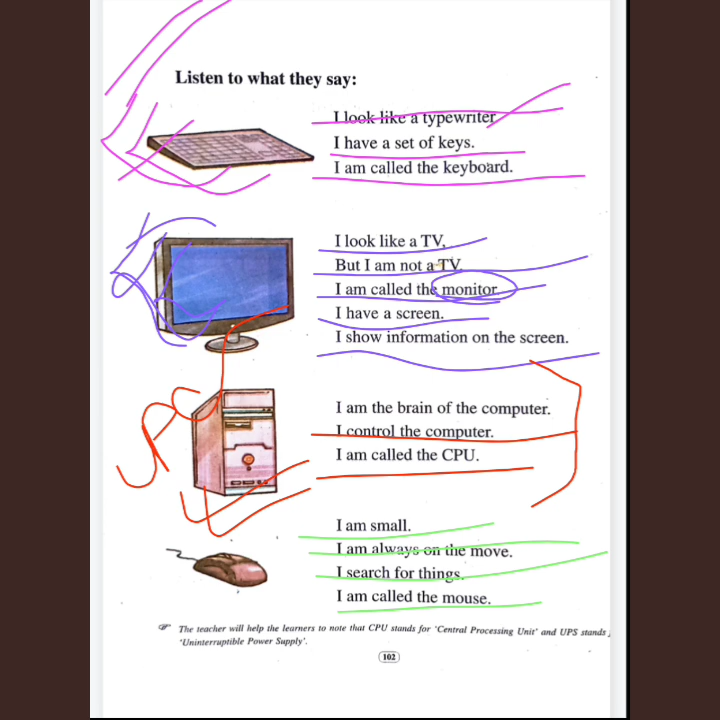 Listen to what they say:
I look like a typewriter
I have a set of keys.
I am called the keyboard.
I look like a TV,
But I am not a TV.
I am called the monitor.
I have a screen.
I show information on the screen.
I am the brain of the computer.
I control the computer.
I am called the CPU.
I am small.
I am always on the move.
I search for things.
I am called the mouse.
The teacher will help the learners to note that CPU stands for 'Central Processing Unit' and UPS stands
'Uninterruptible Power Supply'.
102